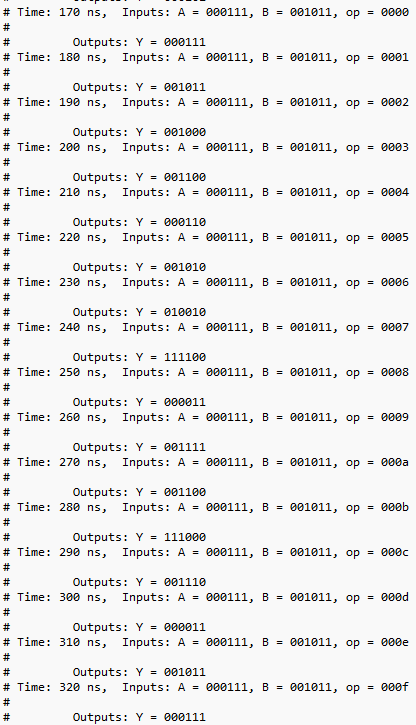 # Time: 170 ns,  Inputs: A = 000111, B = 001011, op = 0000
#
#         Outputs: Y = 000111
# Time: 180 ns,  Inputs: A = 000111, B = 001011, op = 0001
#
#         Outputs: Y = 001011
# Time: 190 ns,  Inputs: A = 000111, B = 001011, op = 0002
#
#         Outputs: Y = 001000
# Time: 200 ns,  Inputs: A = 000111, B = 001011, op = 0003
#
#         Outputs: Y = 001100
# Time: 210 ns,  Inputs: A = 000111, B = 001011, op = 0004
#
#         Outputs: Y = 000110
# Time: 220 ns,  Inputs: A = 000111, B = 001011, op = 0005
#
#         Outputs: Y = 001010
# Time: 230 ns,  Inputs: A = 000111, B = 001011, op = 0006
#
#         Outputs: Y = 010010
# Time: 240 ns,  Inputs: A = 000111, B = 001011, op = 0007
#
#         Outputs: Y = 111100
# Time: 250 ns,  Inputs: A = 000111, B = 001011, op = 0008
#
#         Outputs: Y = 000011
# Time: 260 ns,  Inputs: A = 000111, B = 001011, op = 0009
#
#         Outputs: Y = 001111
# Time: 270 ns,  Inputs: A = 000111, B = 001011, op = 000a
#
#         Outputs: Y = 001100
# Time: 280 ns,  Inputs: A = 000111, B = 001011, op = 000b
#
#         Outputs: Y = 111000
# Time: 290 ns,  Inputs: A = 000111, B = 001011, op = 000c
#
#         Outputs: Y = 001110
# Time: 300 ns,  Inputs: A = 000111, B = 001011, op = 000d
#
#         Outputs: Y = 000011
# Time: 310 ns,  Inputs: A = 000111, B = 001011, op = 000e
#
#         Outputs: Y = 001011
# Time: 320 ns,  Inputs: A = 000111, B = 001011, op = 000f
#
#         Outputs: Y = 000111